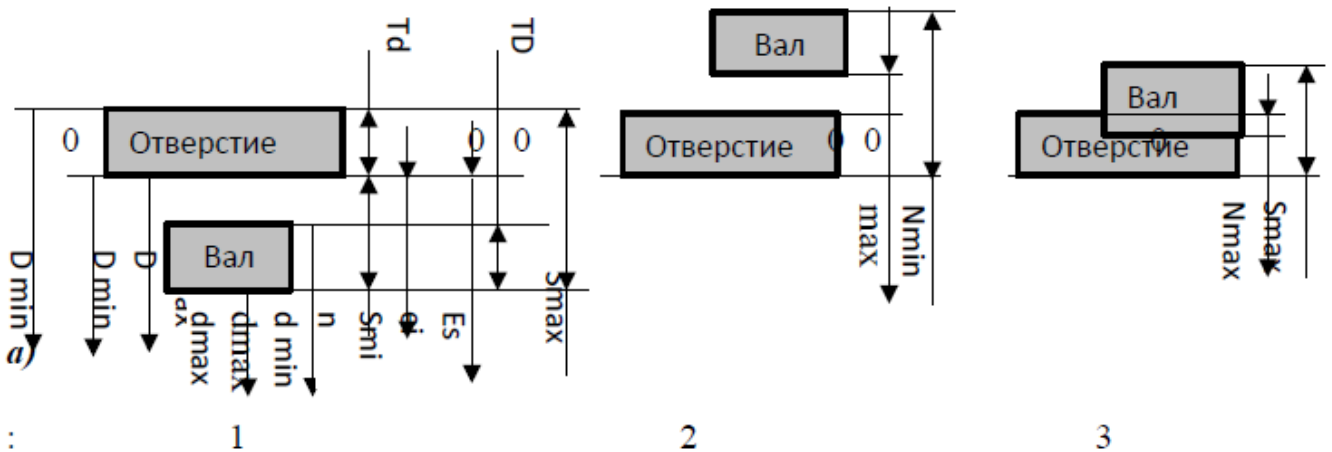 Td
TD
Вал
Вал
0
Отверстие
0
0
Отверстие
0
0
Отверстие
0
D min
D min
D
ax
Вал
dmax
dmax
d min
n
Smi
Es
Smax
max
Nmin
Nmax
Smax
а)
:
1
2
3